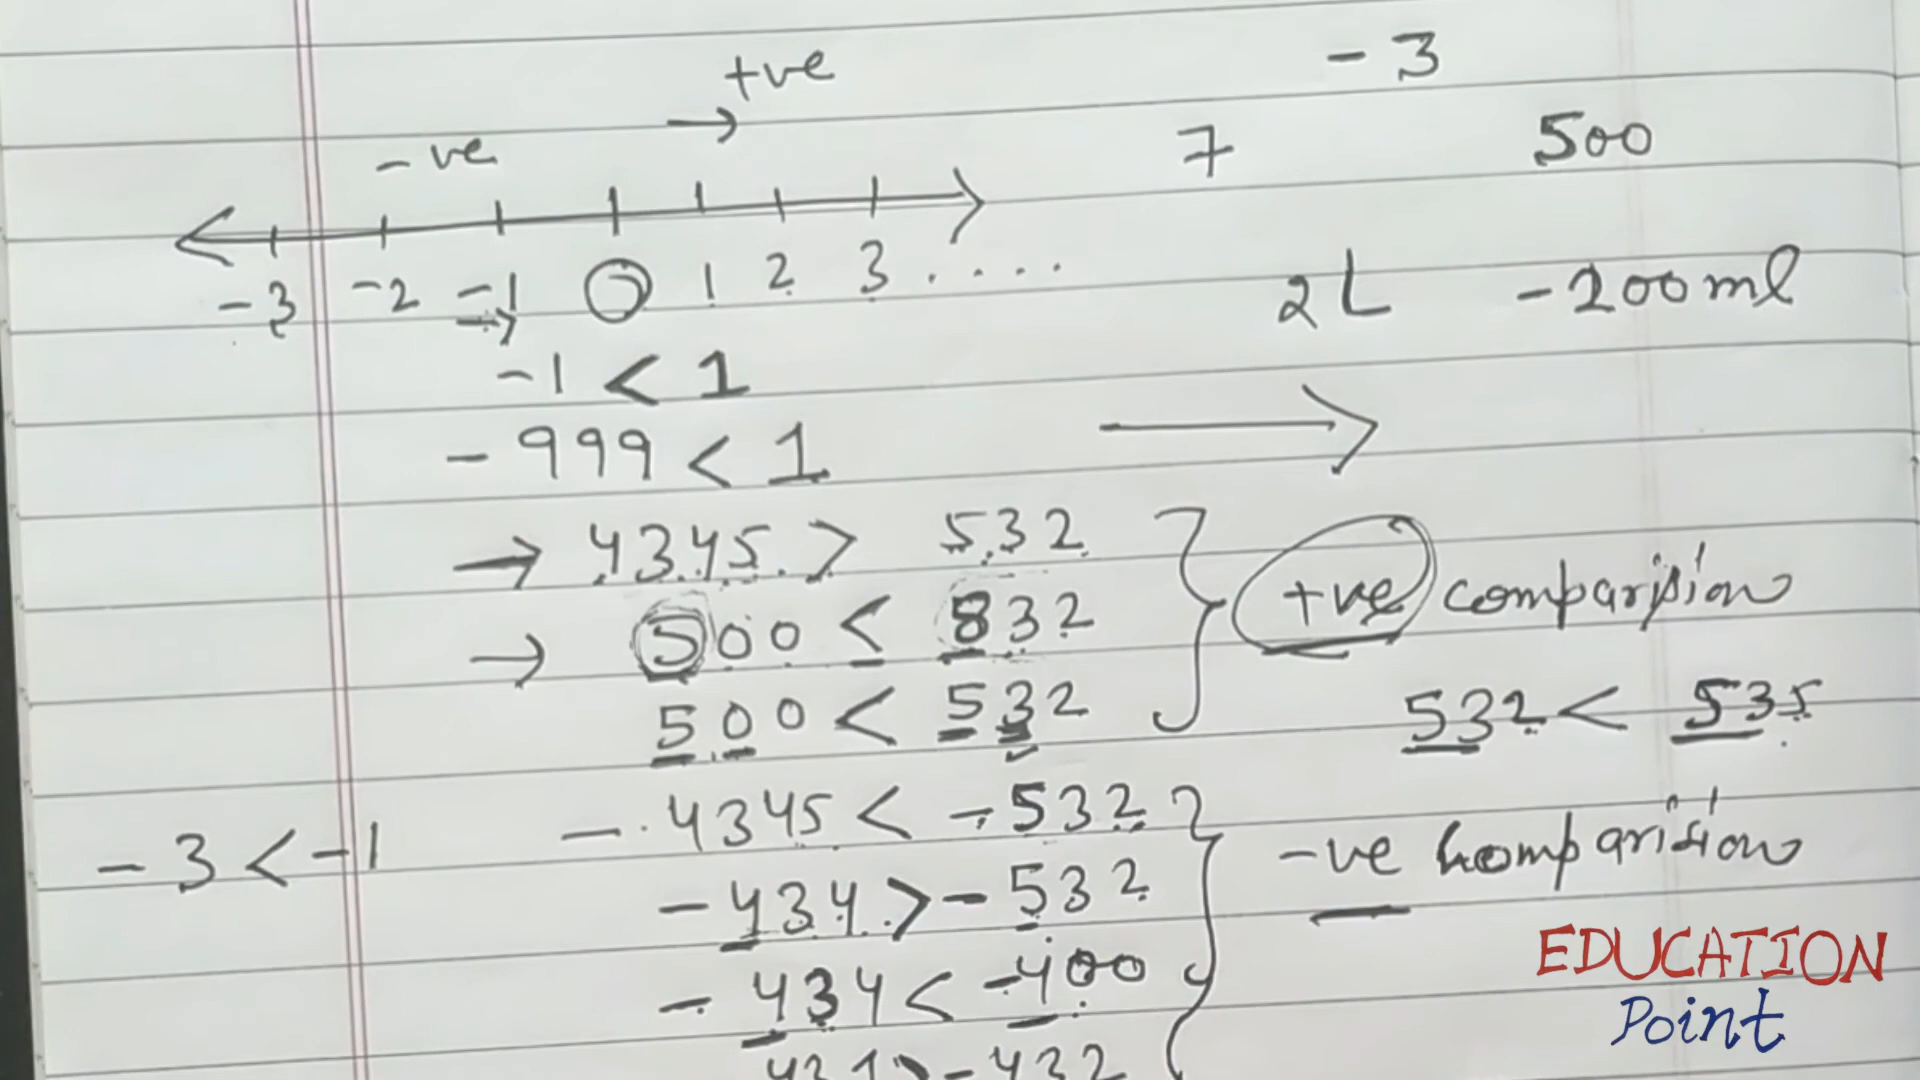 +ve
-3
→
7
500
-ve
-3 -2 -1 0 1 2 3 ....
2L -200ml
→
-1 < 1
-999 < 1
→
→ 4345 > 532
→ 500 < 832
+ve comparision
500 < 532
532 < 535
-4345 < -532
-3 < -1
-ve comparision
-434 > -532
-434 < -400
> -432
EDUCATION
Point